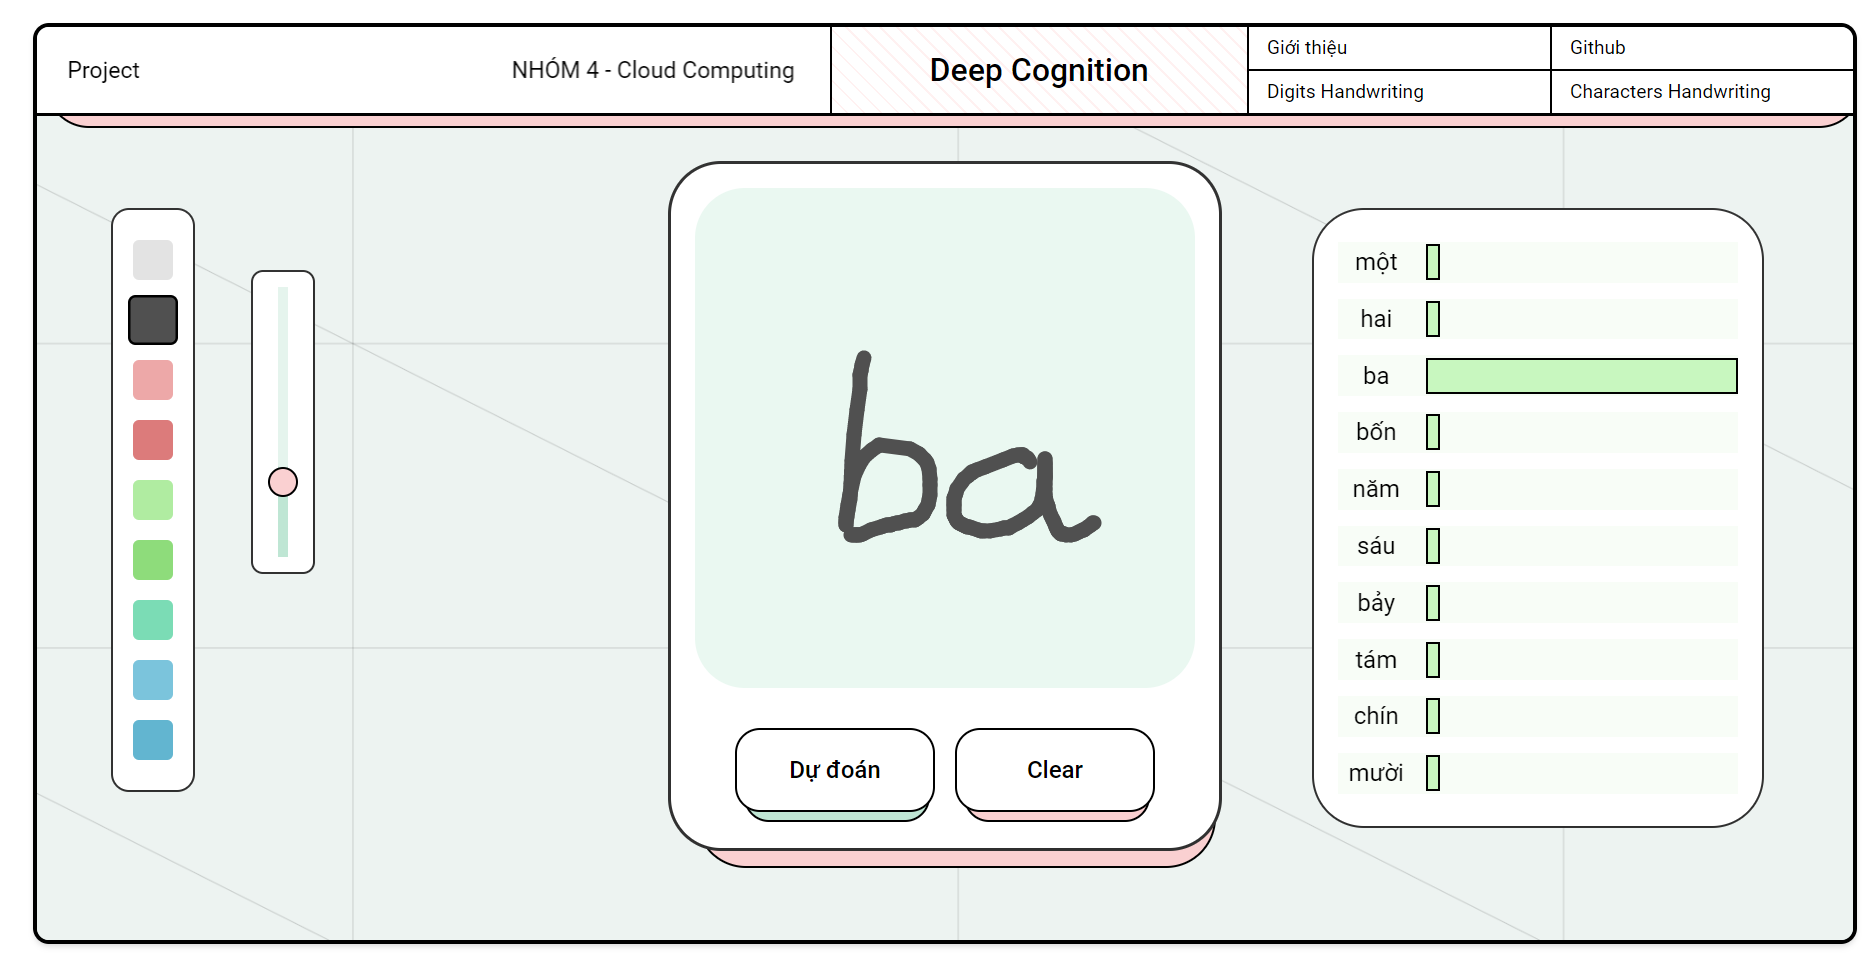 Project
NHÓM 4 - Cloud Computing
Deep Cognition
Giới thiệu
Github
Digits Handwriting
Characters Handwriting
ba
Dự đoán
Clear
một
hai
ba
bốn
năm
sáu
bảy
tám
chín
mười